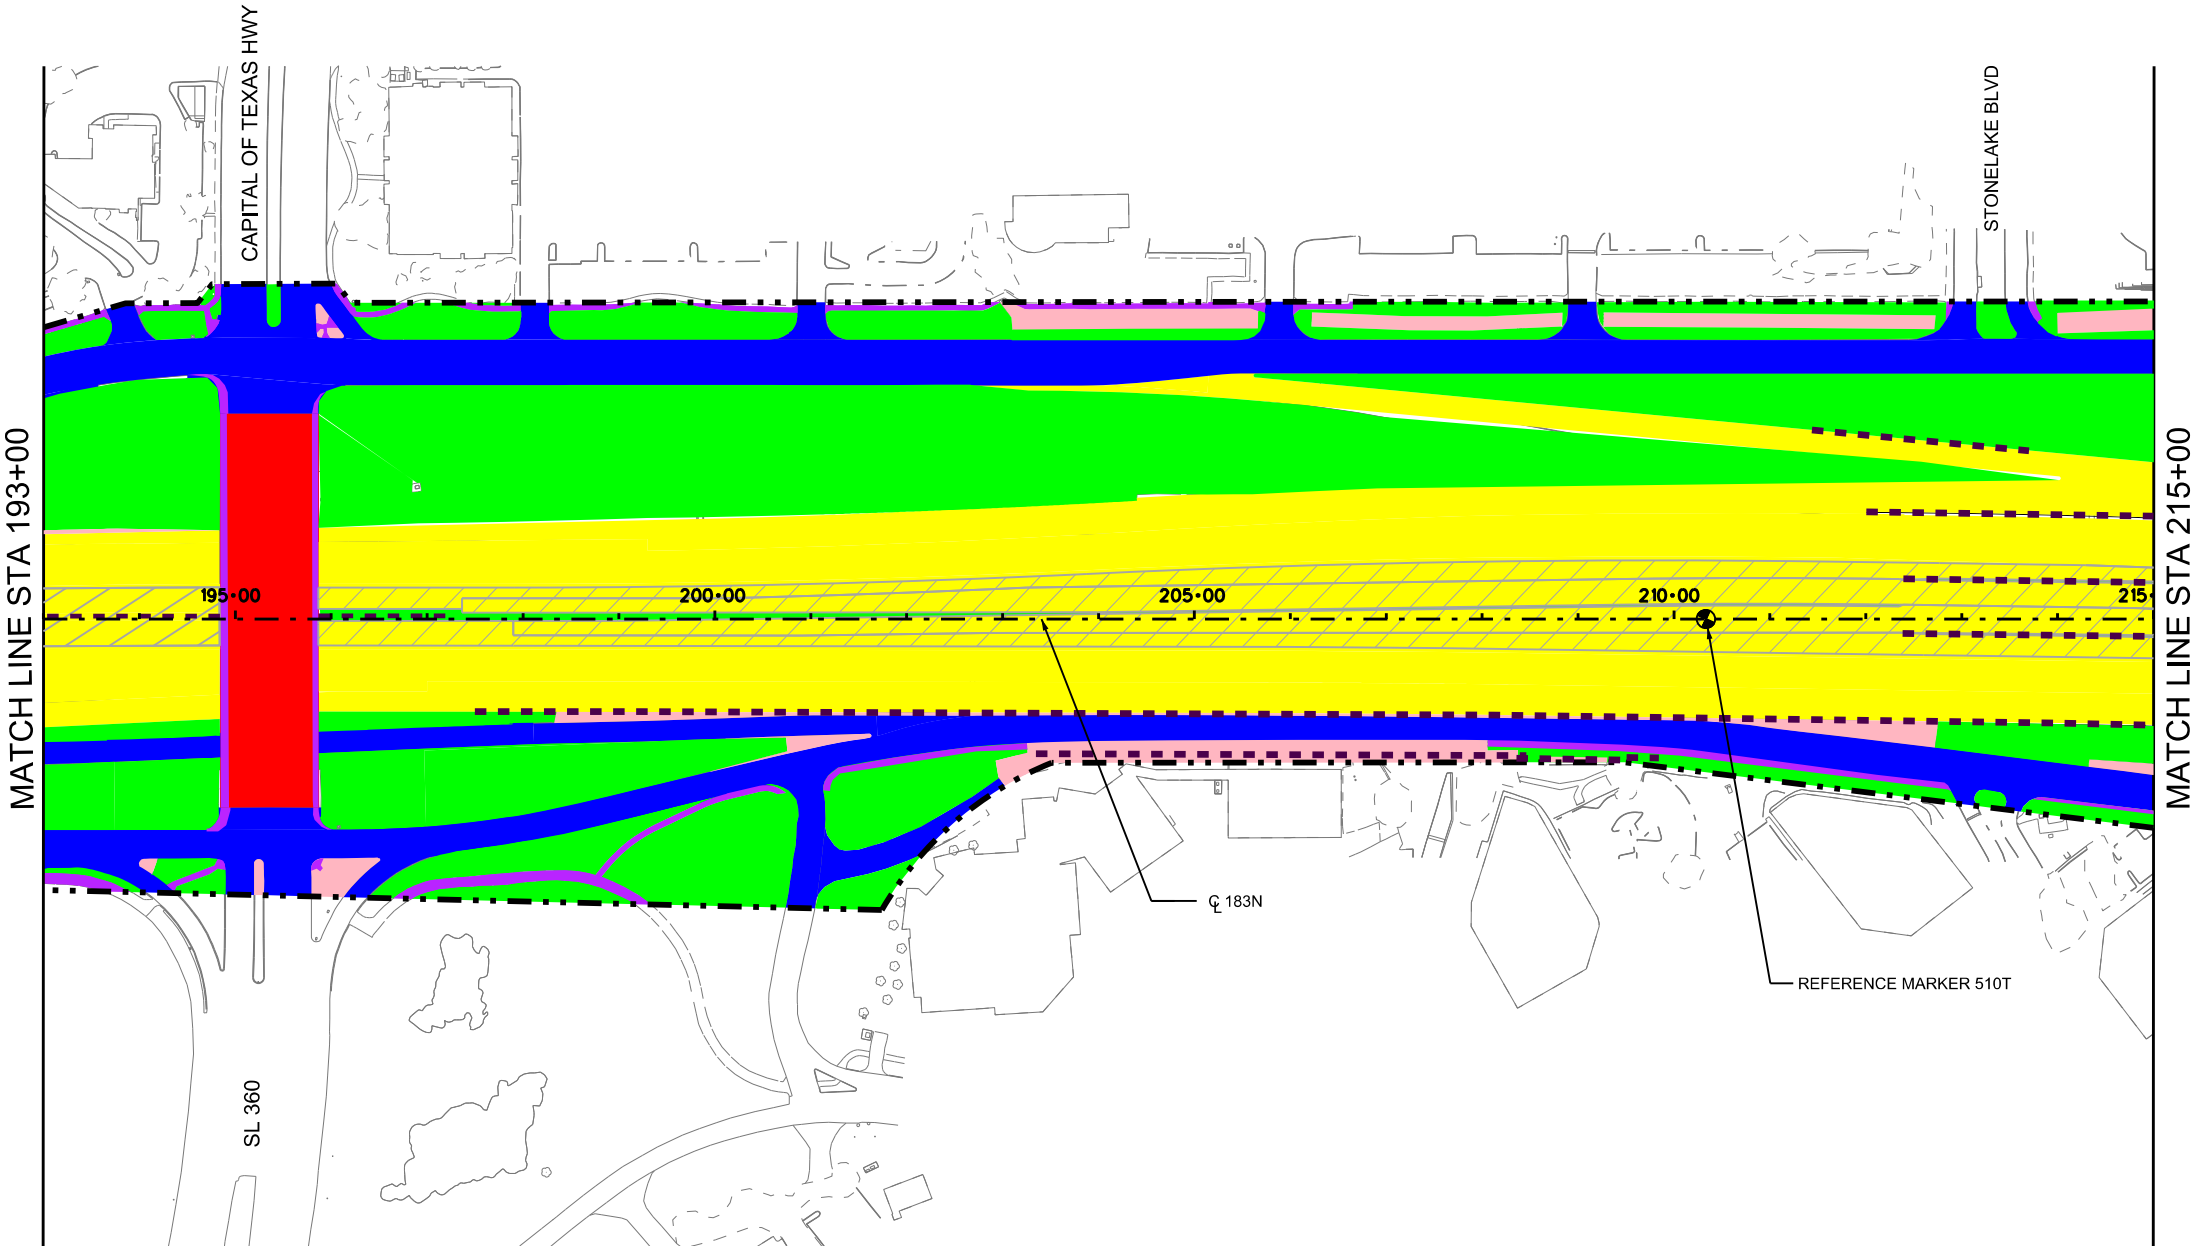 CAPITAL OF TEXAS HWY
STONELAKE BLVD
MATCH LINE STA 193+00
MATCH LINE STA 215+00
195+00
200+00
205+00
210+00
215+
℄ 183N
REFERENCE MARKER 510T
SL 360